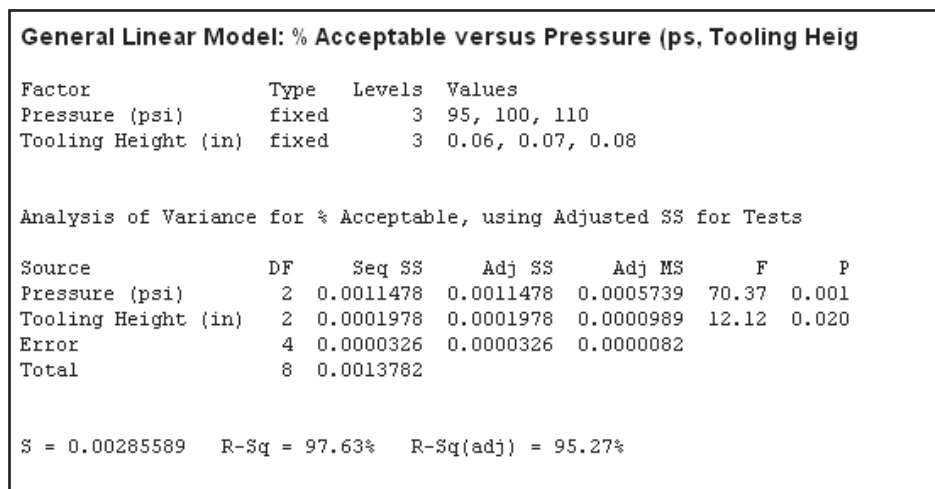 General Linear Model: % Acceptable versus Pressure (ps, Tooling Heig
Factor Type Levels Values
Pressure (psi) fixed 3 95, 100, 110
Tooling Height (in) fixed 3 0.06, 0.07, 0.08
Analysis of Variance for % Acceptable, using Adjusted SS for Tests
Source DF Seq SS Adj SS Adj MS F P
Pressure (psi) 2 0.0011478 0.0011478 0.0005739 70.37 0.001
Tooling Height (in) 2 0.0001978 0.0001978 0.0000989 12.12 0.020
Error 4 0.0000326 0.0000326 0.0000082
Total 8 0.0013782
S = 0.00285589 R-Sq = 97.63% R-Sq(adj) = 95.27%